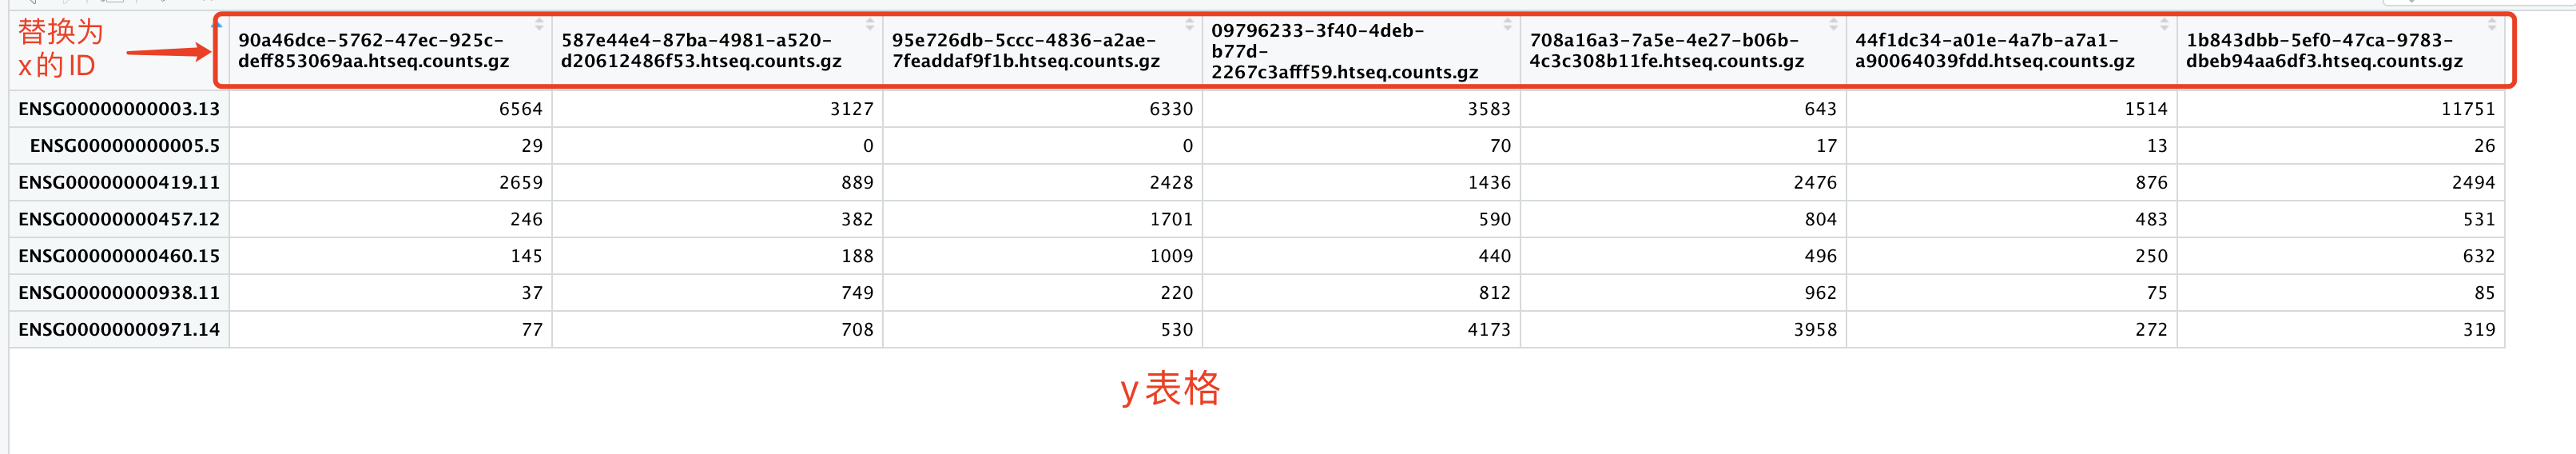 替换为
x的ID
90a46dce-5762-47ec-925c-
deff853069aa.htseq.counts.gz
587e44e4-87ba-4981-a520-
d20612486f53.htseq.counts.gz
95e726db-5ccc-4836-a2ae-
7feaddaf9f1b.htseq.counts.gz
09796233-3f40-4deb-
b77d-
2267c3afff59.htseq.counts.gz
708a16a3-7a5e-4e27-b06b-
4c3c308b11fe.htseq.counts.gz
44f1dc34-a01e-4a7b-a7a1-
a90064039fdd.htseq.counts.gz
1b843dbb-5ef0-47ca-9783-
dbeb94aa6df3.htseq.counts.gz
ENSG00000000003.13 6564 3127 6330 3583 643 1514 11751
ENSG00000000005.5 29 0 0 70 17 13 26
ENSG00000000419.11 2659 889 2428 1436 2476 876 2494
ENSG00000000457.12 246 382 1701 590 804 483 531
ENSG00000000460.15 145 188 1009 440 496 250 632
ENSG00000000938.11 37 749 220 812 962 75 85
ENSG00000000971.14 77 708 530 4173 3958 272 319
y表格